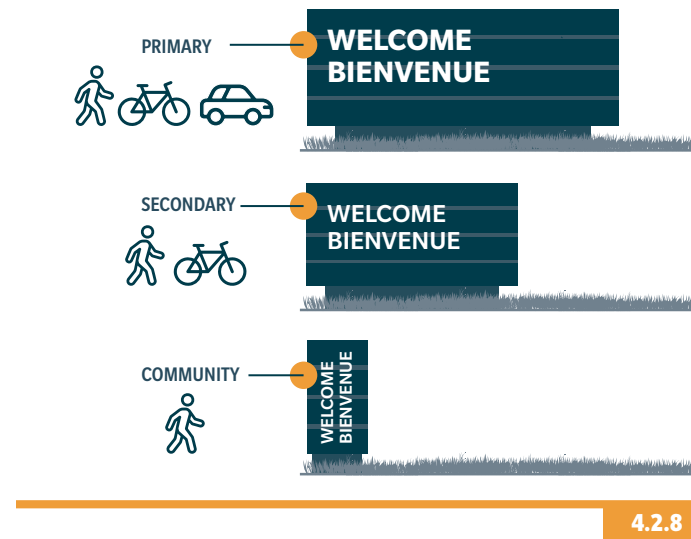 PRIMARY
WELCOME
BIENVENUE
SECONDARY
WELCOME
BIENVENUE
COMMUNITY
WELCOME
BIENVENUE
4.2.8